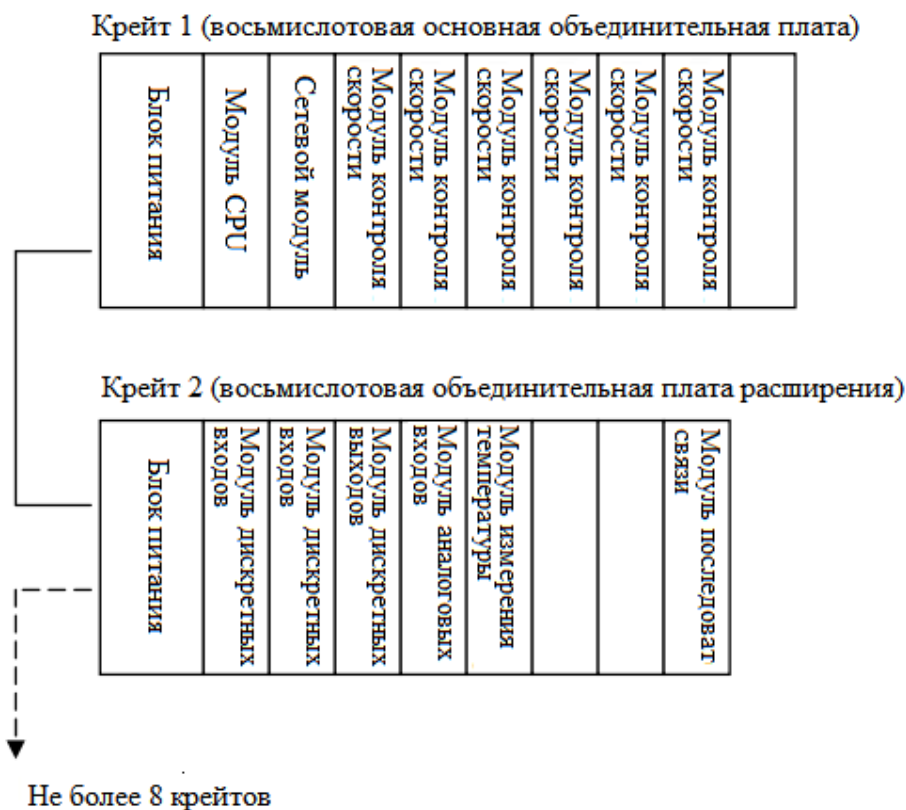 Крейт 1 (восьмислотовая основная объединительная плата)
Блок питания
Модуль CPU
Сетевой модуль
Модуль контроля
скорости
Модуль контроля
скорости
Модуль контроля
скорости
Модуль контроля
скорости
Модуль контроля
скорости
Модуль контроля
скорости
Крейт 2 (восьмислотовая объединительная плата расширения)
Блок питания
Модуль дискретных
входов
Модуль дискретных
входов
Модуль дискретных
выходов
Модуль аналоговых
входов
Модуль измерения
температуры
Модуль последоват
связи
Не более 8 крейтов